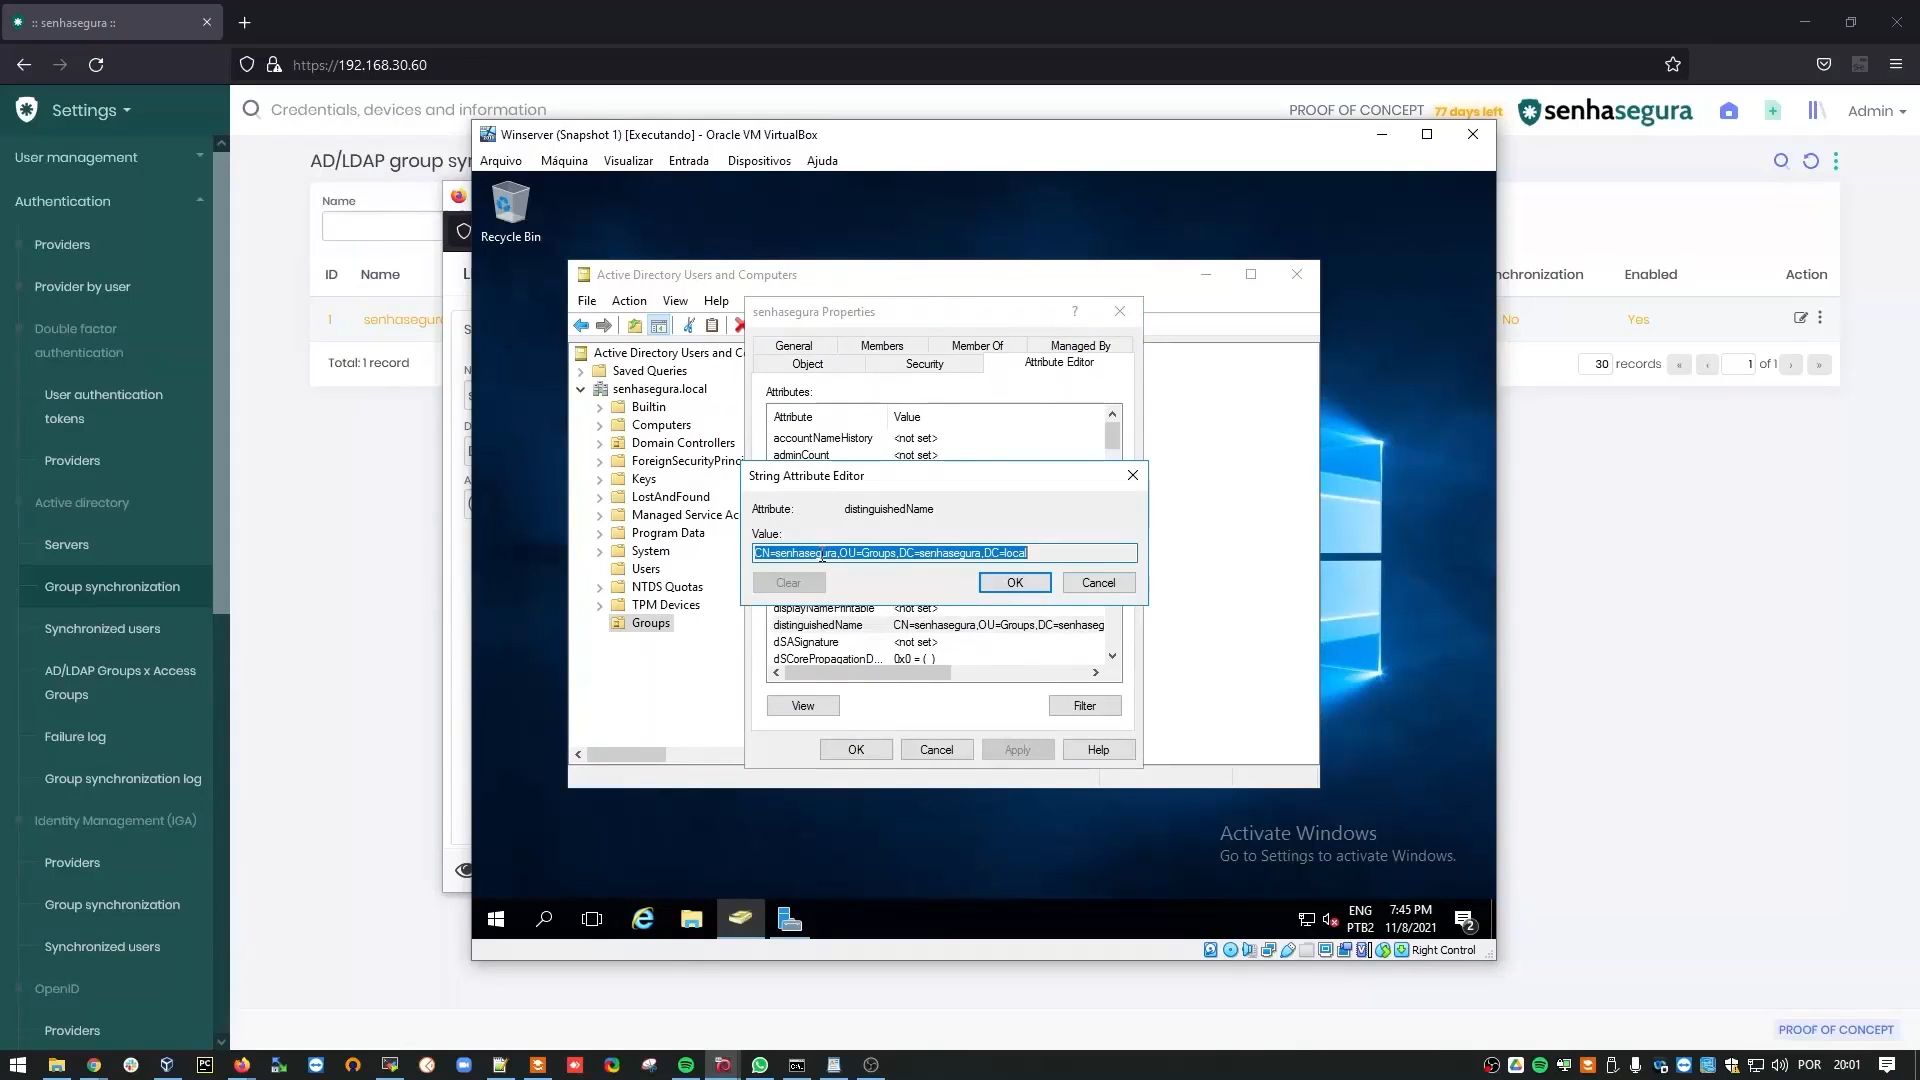 :: senhasegura ::
https://192.168.30.60
Settings
Credentials, devices and information
PROOF OF CONCEPT
77 days left
senhasegura
Admin
User management
Authentication
Providers
Provider by user
Double factor
authentication
User authentication
tokens
Providers
Active directory
Servers
Group synchronization
Synchronized users
AD/LDAP Groups x Access
Groups
Failure log
Group synchronization log
Identity Management (IGA)
Providers
Group synchronization
Synchronized users
OpenID
Providers
AD/LDAP group syn
Name
ID Name
1 senhasegura
Total: 1 record
nchronization Enabled Action
No Yes
30 records « ‹ 1 of 1 › »
Winserver (Snapshot 1) [Executando] - Oracle VM VirtualBox
Arquivo Máquina Visualizar Entrada Dispositivos Ajuda
Recycle Bin
Active Directory Users and Computers
File Action View Help
Active Directory Users and C
Saved Queries
senhasegura.local
Builtin
Computers
Domain Controllers
ForeignSecurityPrinci
Keys
LostAndFound
Managed Service Ac
Program Data
System
Users
NTDS Quotas
TPM Devices
Groups
senhasegura Properties
General Members Member Of Managed By
Object Security Attribute Editor
Attributes:
Attribute Value
accountNameHistory <not set>
adminCount <not set>
String Attribute Editor
Attribute: distinguishedName
Value:
CN=senhasegura,OU=Groups,DC=senhasegura,DC=local
Clear OK Cancel
displayNamePrintable <not set>
distinguishedName CN=senhasegura,OU=Groups,DC=senhaseg
dSASignature <not set>
dSCorePropagationD... 0x0 = ( )
View Filter
OK Cancel Apply Help
Activate Windows
Go to Settings to activate Windows.
ENG
PTB2
7:45 PM
11/8/2021
2
Right Control
PROOF OF CONCEPT
POR 20:01